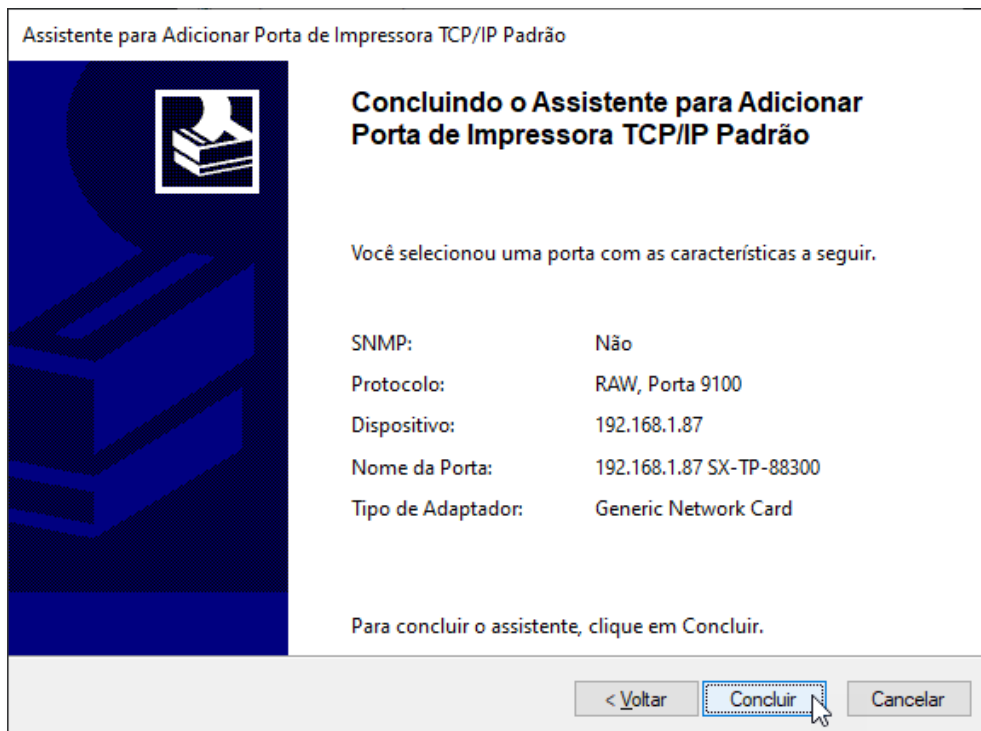 Assistente para Adicionar Porta de Impressora TCP/IP Padrão
Concluindo o Assistente para Adicionar
Porta de Impressora TCP/IP Padrão
Você selecionou uma porta com as características a seguir.
SNMP: Não
Protocolo: RAW, Porta 9100
Dispositivo: 192.168.1.87
Nome da Porta: 192.168.1.87 SX-TP-88300
Tipo de Adaptador: Generic Network Card
Para concluir o assistente, clique em Concluir.
< Voltar Concluir Cancelar